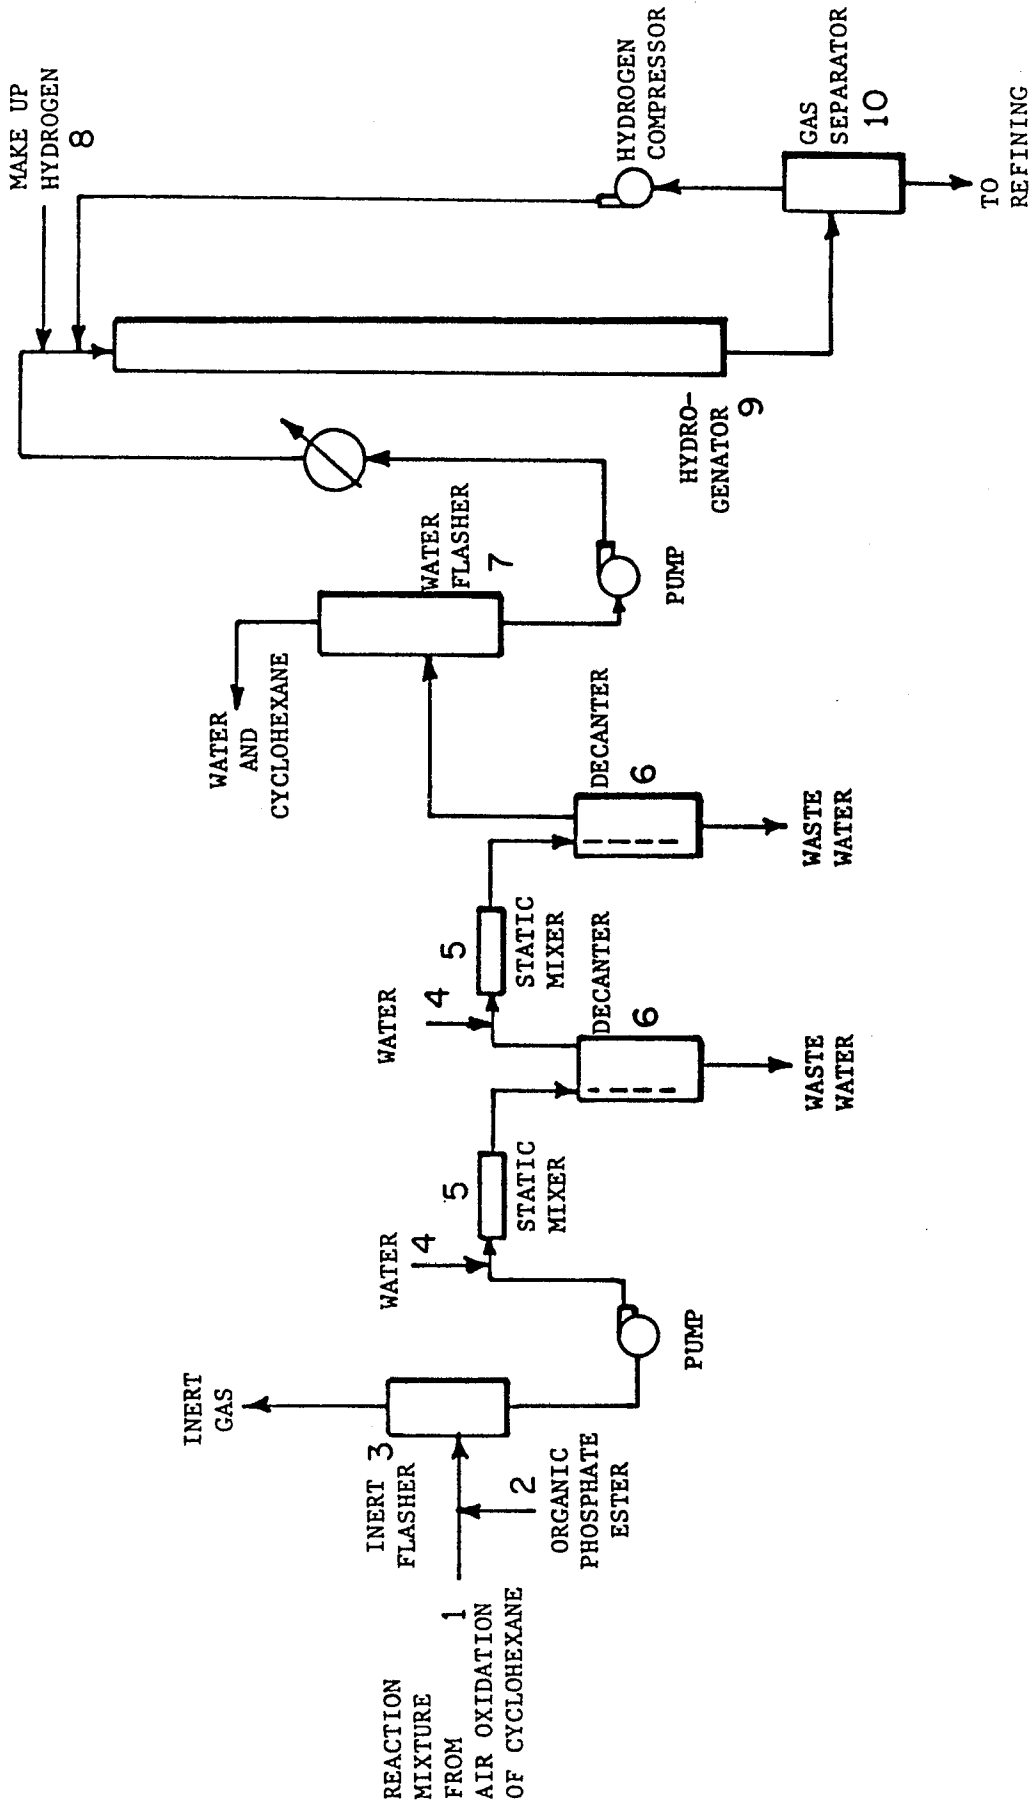 REACTION
MIXTURE
FROM 1
AIR OXIDATION
OF CYCLOHEXANE
2
ORGANIC
PHOSPHATE
ESTER
INERT 3
FLASHER
INERT
GAS
PUMP
WATER 4
5
STATIC
MIXER
DECANTER
6
WASTE
WATER
WATER 4
5
STATIC
MIXER
DECANTER
6
WASTE
WATER
WATER
AND
CYCLOHEXANE
WATER
FLASHER
7
PUMP
HYDRO-
GENATOR
9
MAKE UP
HYDROGEN
8
HYDROGEN
COMPRESSOR
GAS
SEPARATOR
10
TO
REFINING